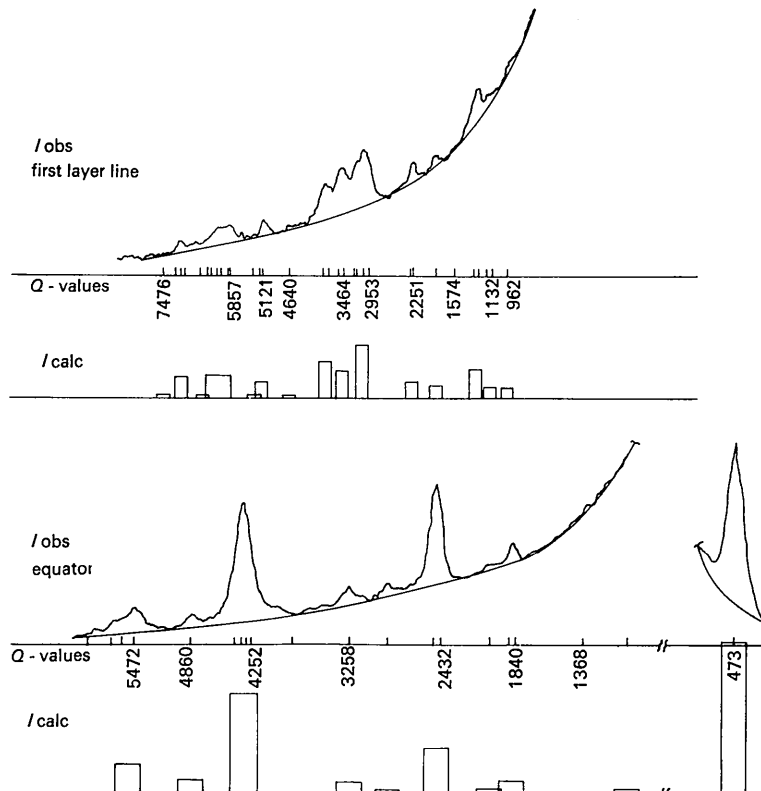 I obs
first layer line
Q - values
7476 5857 5121 4640 3464 2953 2251 1574 1132 962
I calc
I obs
equator
Q - values
5472 4860 4252 3258 2432 1840 1368 473
I calc